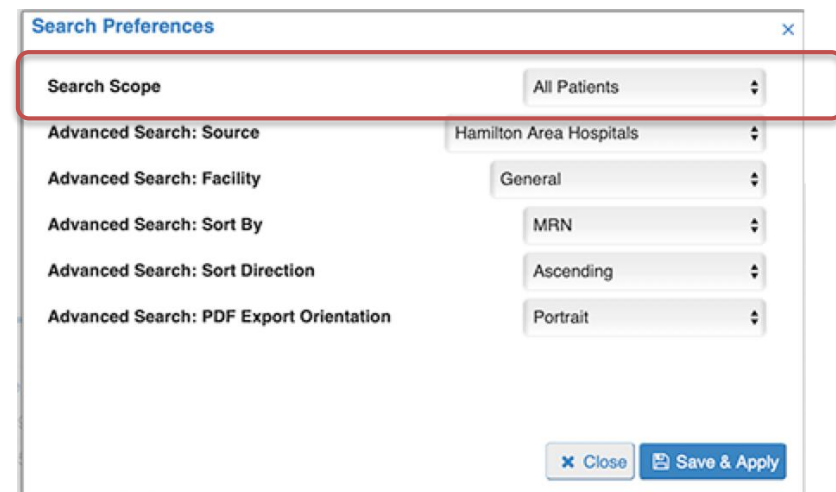 Search Preferences ×
Search Scope All Patients
Advanced Search: Source Hamilton Area Hospitals
Advanced Search: Facility General
Advanced Search: Sort By MRN
Advanced Search: Sort Direction Ascending
Advanced Search: PDF Export Orientation Portrait
Close Save & Apply